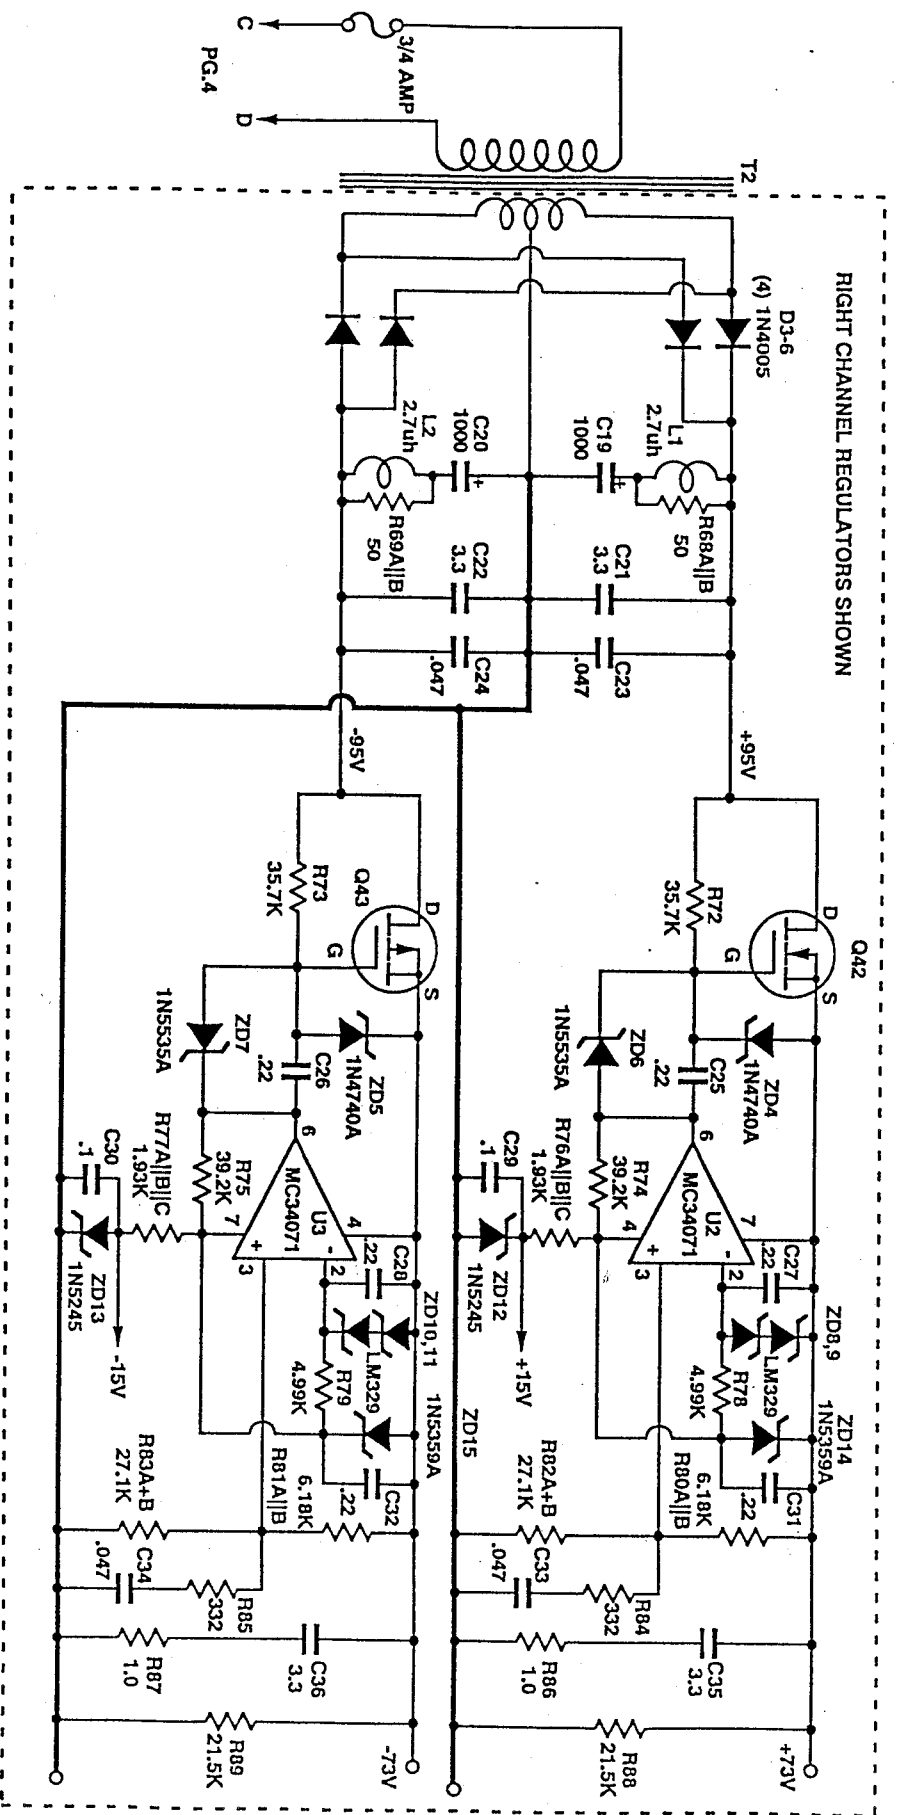 RIGHT CHANNEL REGULATORS SHOWN
C
3/4 AMP
PG.4
D
T2
D3-6
(4) 1N4005
L1
2.7uh
C19
1000
+
R68A||B
50
C20
1000
+
L2
2.7uh
R69A||B
50
C21
3.3
C22
3.3
C23
.047
C24
.047
+95V
-95V
Q42
D
S
G
R72
35.7K
ZD4
1N4740A
C25
.22
ZD6
1N5535A
6
U2
MC34071
7
4
-
2
+
3
R74
39.2K
R76A||B||C
1.93K
C29
.1
ZD12
1N5245
+15V
C27
.22
ZD8,9
LM329
R78
4.99K
ZD14
1N5359A
C31
.22
R80A||B
6.18K
R82A+B
27.1K
C33
.047
R84
332
C35
3.3
R86
1.0
R88
21.5K
+73V
Q43
D
S
G
R73
35.7K
ZD5
1N4740A
C26
.22
ZD7
1N5535A
6
U3
MC34071
4
7
-
2
+
3
R75
39.2K
R77A||B||C
1.93K
C30
.1
ZD13
1N5245
-15V
C28
.22
ZD10,11
LM329
R79
4.99K
ZD15
1N5359A
C32
.22
R81A||B
6.18K
R83A+B
27.1K
C34
.047
R85
332
C36
3.3
R87
1.0
R89
21.5K
-73V